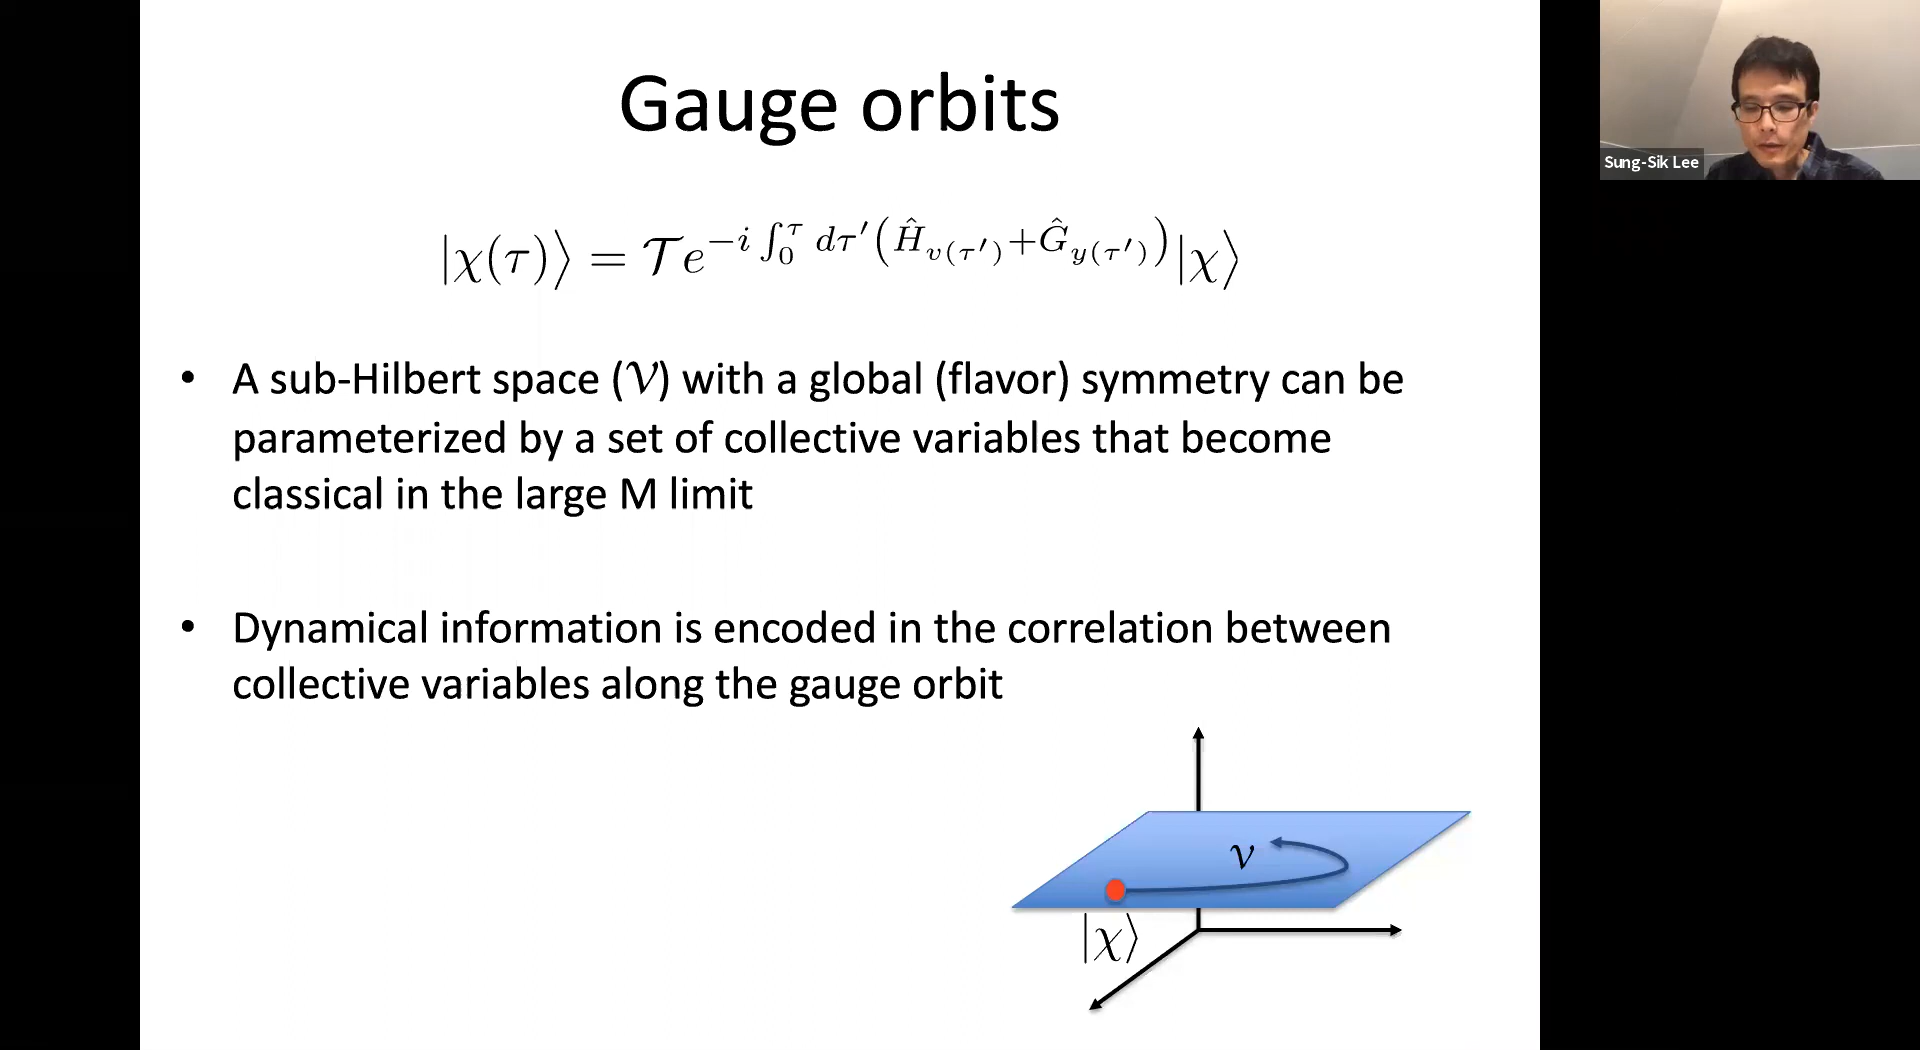 Gauge orbits
|χ(τ)⟩ = 𝒯e^{-i ∫_0^τ dτ′(Ĥ_{v(τ′)}+Ĝ_{y(τ′)})}|χ⟩
• A sub-Hilbert space (𝒱) with a global (flavor) symmetry can be
parameterized by a set of collective variables that become
classical in the large M limit
• Dynamical information is encoded in the correlation between
collective variables along the gauge orbit
𝒱
|χ⟩
Sung-Sik Lee